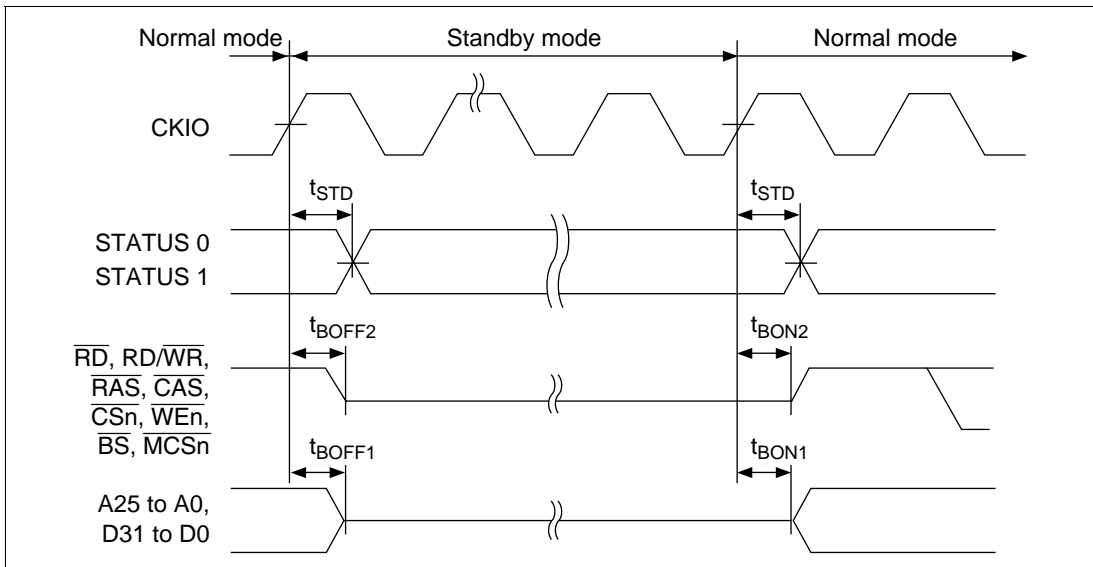 Normal mode
Standby mode
Normal mode
CKIO
tSTD
tSTD
STATUS 0
STATUS 1
tBOFF2
tBON2
RD, RD/WR,
RAS, CAS,
CSn, WEn,
BS, MCSn
tBOFF1
tBON1
A25 to A0,
D31 to D0